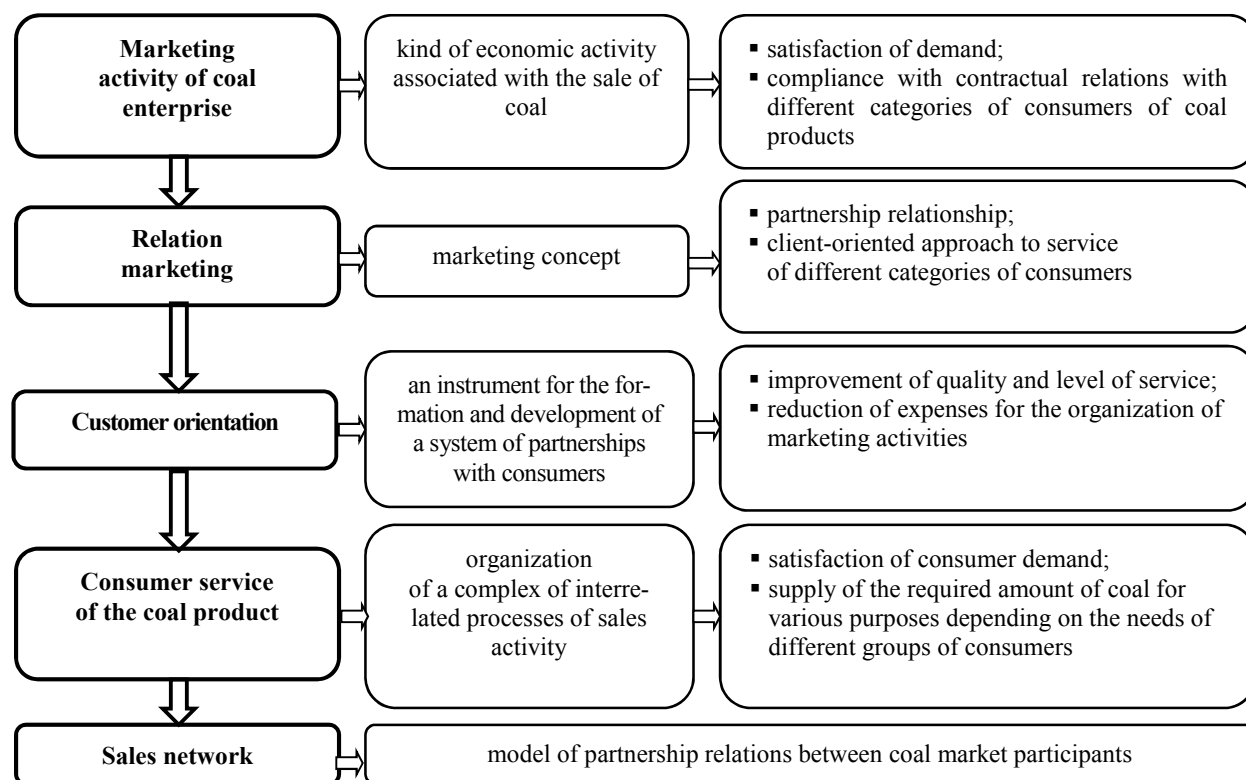 Marketing
activity of coal
enterprise
kind of economic activity
associated with the sale of
coal
▪ satisfaction of demand;
▪ compliance with contractual relations with
different categories of consumers of coal
products
Relation
marketing
marketing concept
▪ partnership relationship;
▪ client-oriented approach to service
of different categories of consumers
Customer orientation
an instrument for the for-
mation and development of
a system of partnerships
with consumers
▪ improvement of quality and level of service;
▪ reduction of expenses for the organization of
marketing activities
Consumer service
of the coal product
organization
of a complex of interre-
lated processes of sales
activity
▪ satisfaction of consumer demand;
▪ supply of the required amount of coal for
various purposes depending on the needs of
different groups of consumers
Sales network
model of partnership relations between coal market participants